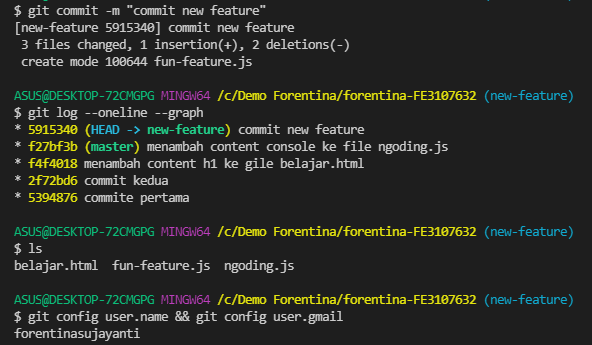 $ git commit -m "commit new feature"
[new-feature 5915340] commit new feature
 3 files changed, 1 insertion(+), 2 deletions(-)
 create mode 100644 fun-feature.js
ASUS@DESKTOP-72CMGPG MINGW64 /c/Demo Forentina/forentina-FE3107632 (new-feature)
$ git log --oneline --graph
* 5915340 (HEAD -> new-feature) commit new feature
* f27bf3b (master) menambah content console ke file ngoding.js
* f4f4018 menambah content h1 ke gile belajar.html
* 2f72bd6 commit kedua
* 5394876 commite pertama
ASUS@DESKTOP-72CMGPG MINGW64 /c/Demo Forentina/forentina-FE3107632 (new-feature)
$ ls
belajar.html  fun-feature.js  ngoding.js
ASUS@DESKTOP-72CMGPG MINGW64 /c/Demo Forentina/forentina-FE3107632 (new-feature)
$ git config user.name && git config user.gmail
forentinasujayanti